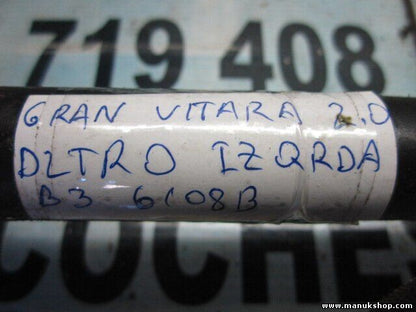 719 408
GRAN VITARA 2.0
DLTRO IZQRDA
B3 6108B
COCHE
www.manukshop.com